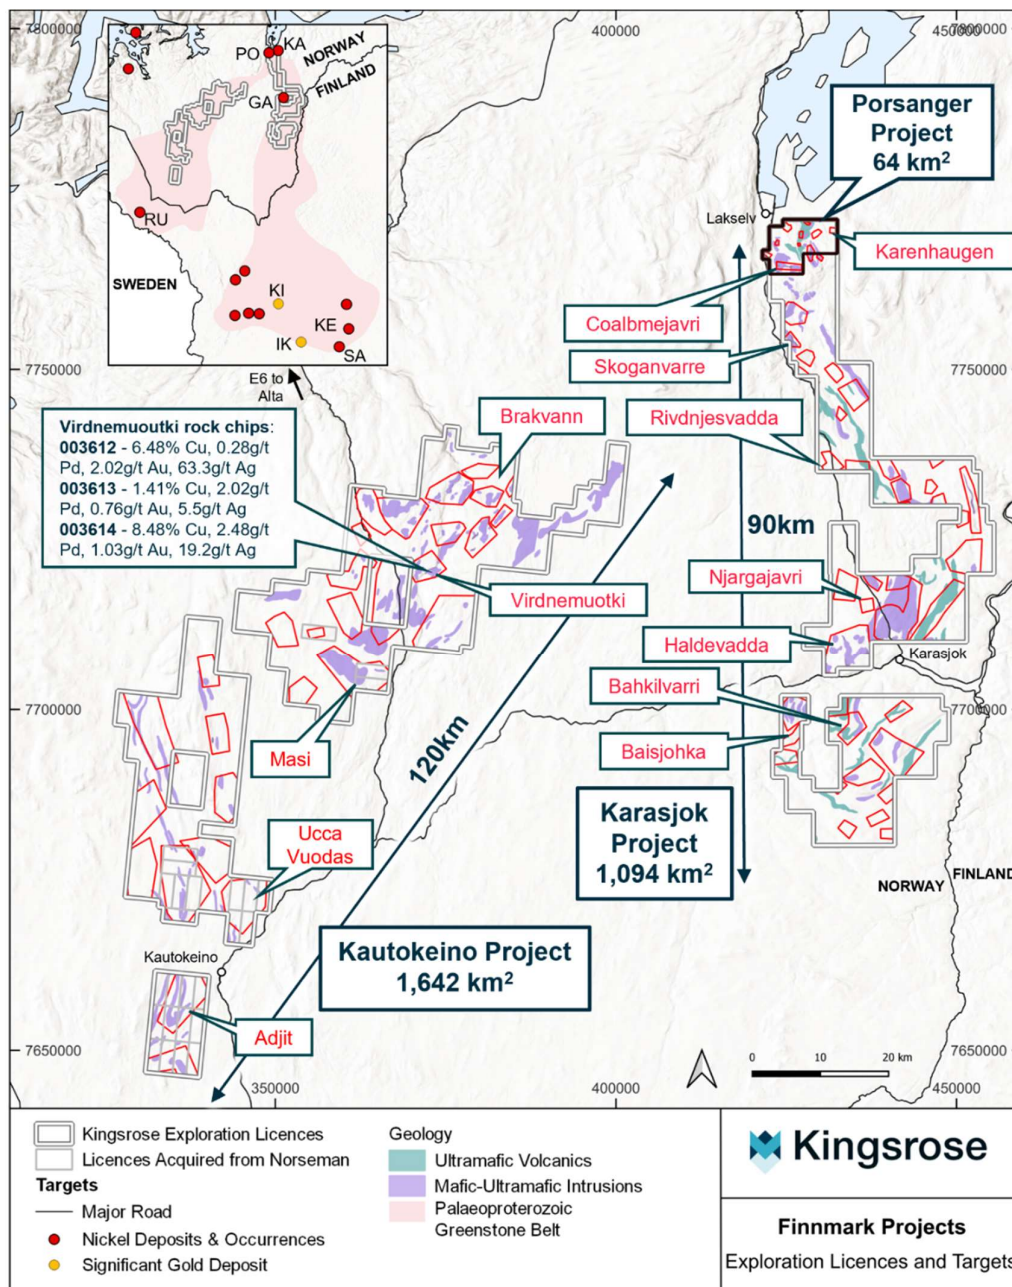 7800000
400000
450000
7800000
PO
KA
NORWAY
FINLAND
GA
RU
SWEDEN
KI
KE
IK
SA
Porsanger
Project
64 km²
Lakselv
Karenhaugen
Coalbmejavri
Skoganvarre
7750000
7750000
E6 to
Alta
Brakvann
Rivdnjesvadda
Virdnemuoutki rock chips:
003612 - 6.48% Cu, 0.28g/t
Pd, 2.02g/t Au, 63.3g/t Ag
003613 - 1.41% Cu, 2.02g/t
Pd, 0.76g/t Au, 5.5g/t Ag
003614 - 8.48% Cu, 2.48g/t
Pd, 1.03g/t Au, 19.2g/t Ag
90km
Njargajavri
Virdnemuotki
Haldevadda
Karasjok
Bahkilvarri
7700000
7700000
Masi
120km
Baisjohka
Karasjok
Project
1,094 km²
Ucca
Vuodas
NORWAY
FINLAND
Kautokeino
Kautokeino Project
1,642 km²
Adjit
7650000
7650000
0 10 20 km
350000
400000
450000
Kingsrose Exploration Licences
Licences Acquired from Norseman
Targets
Major Road
Nickel Deposits & Occurrences
Significant Gold Deposit
Geology
Ultramafic Volcanics
Mafic-Ultramafic Intrusions
Palaeoproterozoic
Greenstone Belt
Kingsrose
Finnmark Projects
Exploration Licences and Targets